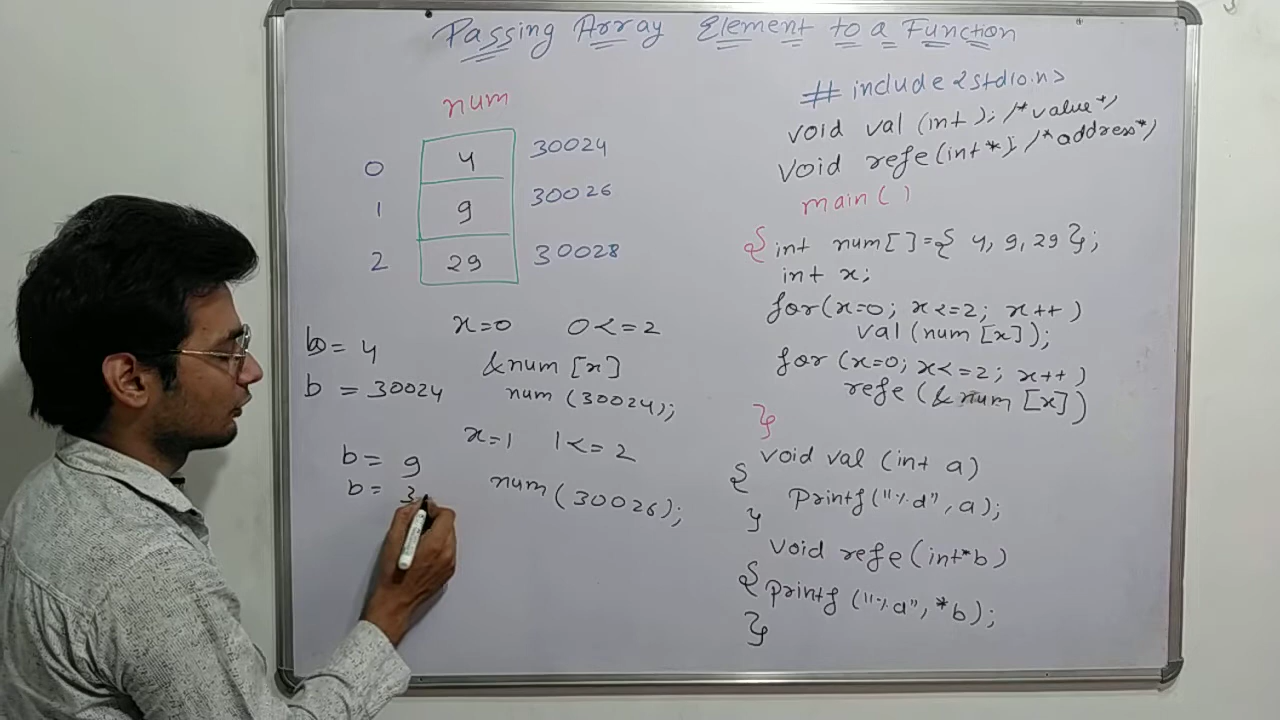 Passing Array Element to a Function
num
0 4 30024
1 9 30026
2 29 30028
x=0 0<=2
b = 4
&num [x]
b = 30024 num (30024);
x=1 1<=2
b = 9
b = 3
num (30026);
# include <stdio.h>
void val (int); /*value*/
void refe(int*); /*address*/
main()
{ int num[]={ 4, 9, 29 };
int x;
for(x=0; x<=2; x++)
val (num [x]);
for (x=0; x<=2; x++)
refe (&num [x])
}
void val (int a)
{
printf("%d", a);
}
void refe(int*b)
{ printf ("%d", *b);
}